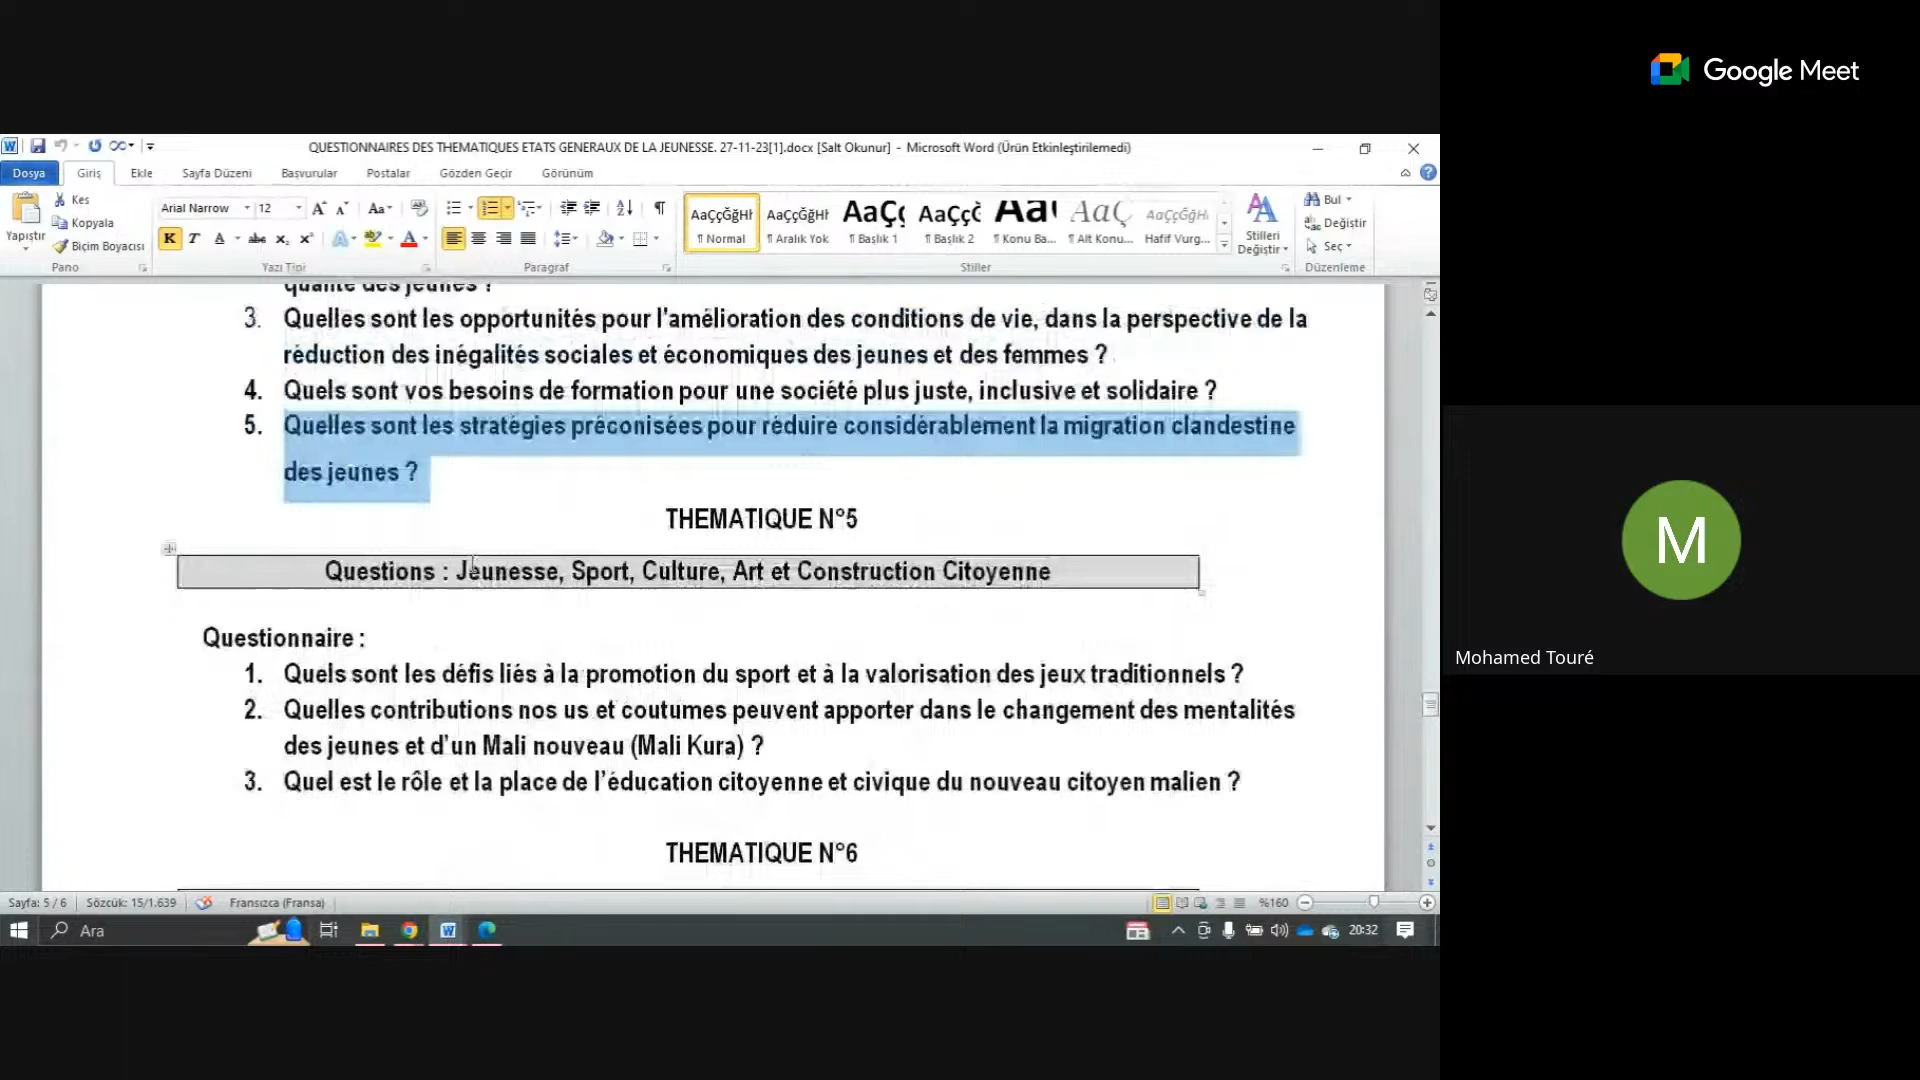 Google Meet
QUESTIONNAIRES DES THEMATIQUES ETATS GENERAUX DE LA JEUNESSE. 27-11-23[1].docx [Salt Okunur] - Microsoft Word (Ürün Etkinleştirilemedi)
Dosya Giriş Ekle Sayfa Düzeni Başvurular Postalar Gözden Geçir Görünüm
Yapıştır
Kes
Kopyala
Biçim Boyacısı
Pano
Arial Narrow 12
Yazı Tipi
Paragraf
AaÇçĞğHł AaÇçĞğHł AaÇç AaÇçĞ AaÇ AaÇçĞğHı
¶ Normal ¶ Aralık Yok ¶ Başlık 1 ¶ Başlık 2 ¶ Konu Ba... ¶ Alt Konu... Hafif Vurg...
Stiller
Stilleri
Değiştir
Bul
Değiştir
Seç
Düzenleme
qualité des jeunes ?
3. Quelles sont les opportunités pour l'amélioration des conditions de vie, dans la perspective de la
réduction des inégalités sociales et économiques des jeunes et des femmes ?
4. Quels sont vos besoins de formation pour une société plus juste, inclusive et solidaire ?
5. Quelles sont les stratégies préconisées pour réduire considérablement la migration clandestine
des jeunes ?
THEMATIQUE N°5
Questions : Jeunesse, Sport, Culture, Art et Construction Citoyenne
Questionnaire :
1. Quels sont les défis liés à la promotion du sport et à la valorisation des jeux traditionnels ?
2. Quelles contributions nos us et coutumes peuvent apporter dans le changement des mentalités
des jeunes et d’un Mali nouveau (Mali Kura) ?
3. Quel est le rôle et la place de l’éducation citoyenne et civique du nouveau citoyen malien ?
THEMATIQUE N°6
Sayfa: 5 / 6 Sözcük: 15/1.639 Fransızca (Fransa) %160
Ara 20:32
M
Mohamed Touré